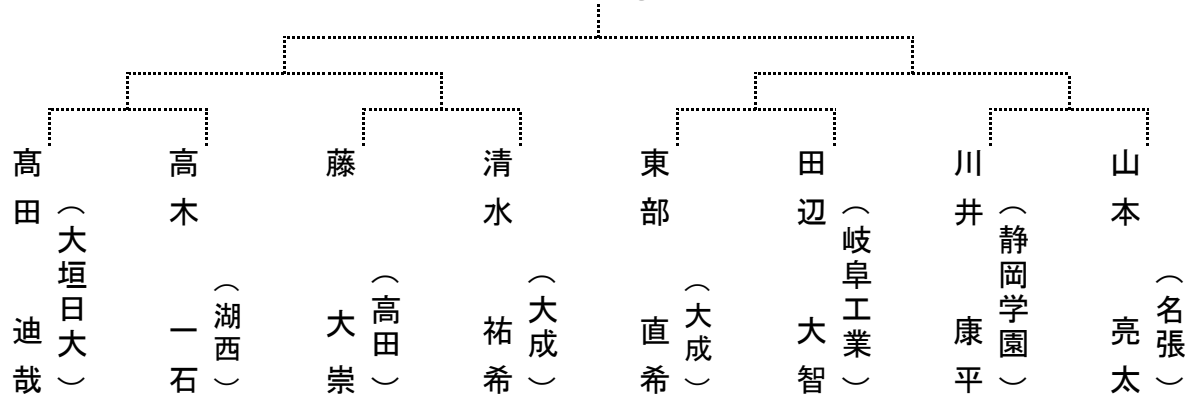 髙田 迪哉
（大垣日大）
高木 一石
（湖西）
藤 大崇
（高田）
清水 祐希
（大成）
東部 直希
（大成）
田辺 大智
（岐阜工業）
川井 康平
（静岡学園）
山本 亮太
（名張）